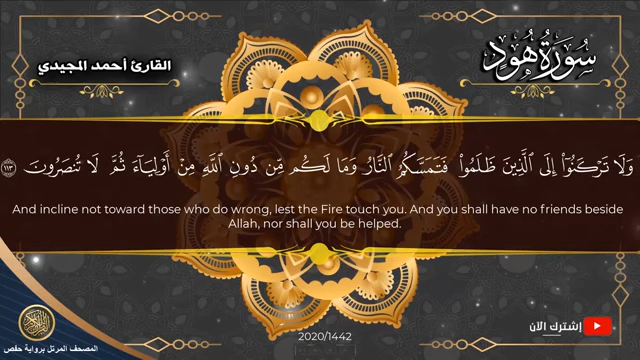 القارئ أحمد المجيدي
سُورَةُ هُودٍ
وَلَا تَرْكَنُوٓا۟ إِلَى ٱلَّذِينَ ظَلَمُوا۟ فَتَمَسَّكُمُ ٱلنَّارُ وَمَا لَكُم مِّن دُونِ ٱللَّهِ مِنْ أَوْلِيَآءَ ثُمَّ لَا تُنصَرُونَ ١١٣
And incline not toward those who do wrong, lest the Fire touch you. And you shall have no friends beside
Allah, nor shall you be helped.
المصحف المرتل برواية حفص
2020/1442
إشترك الآن